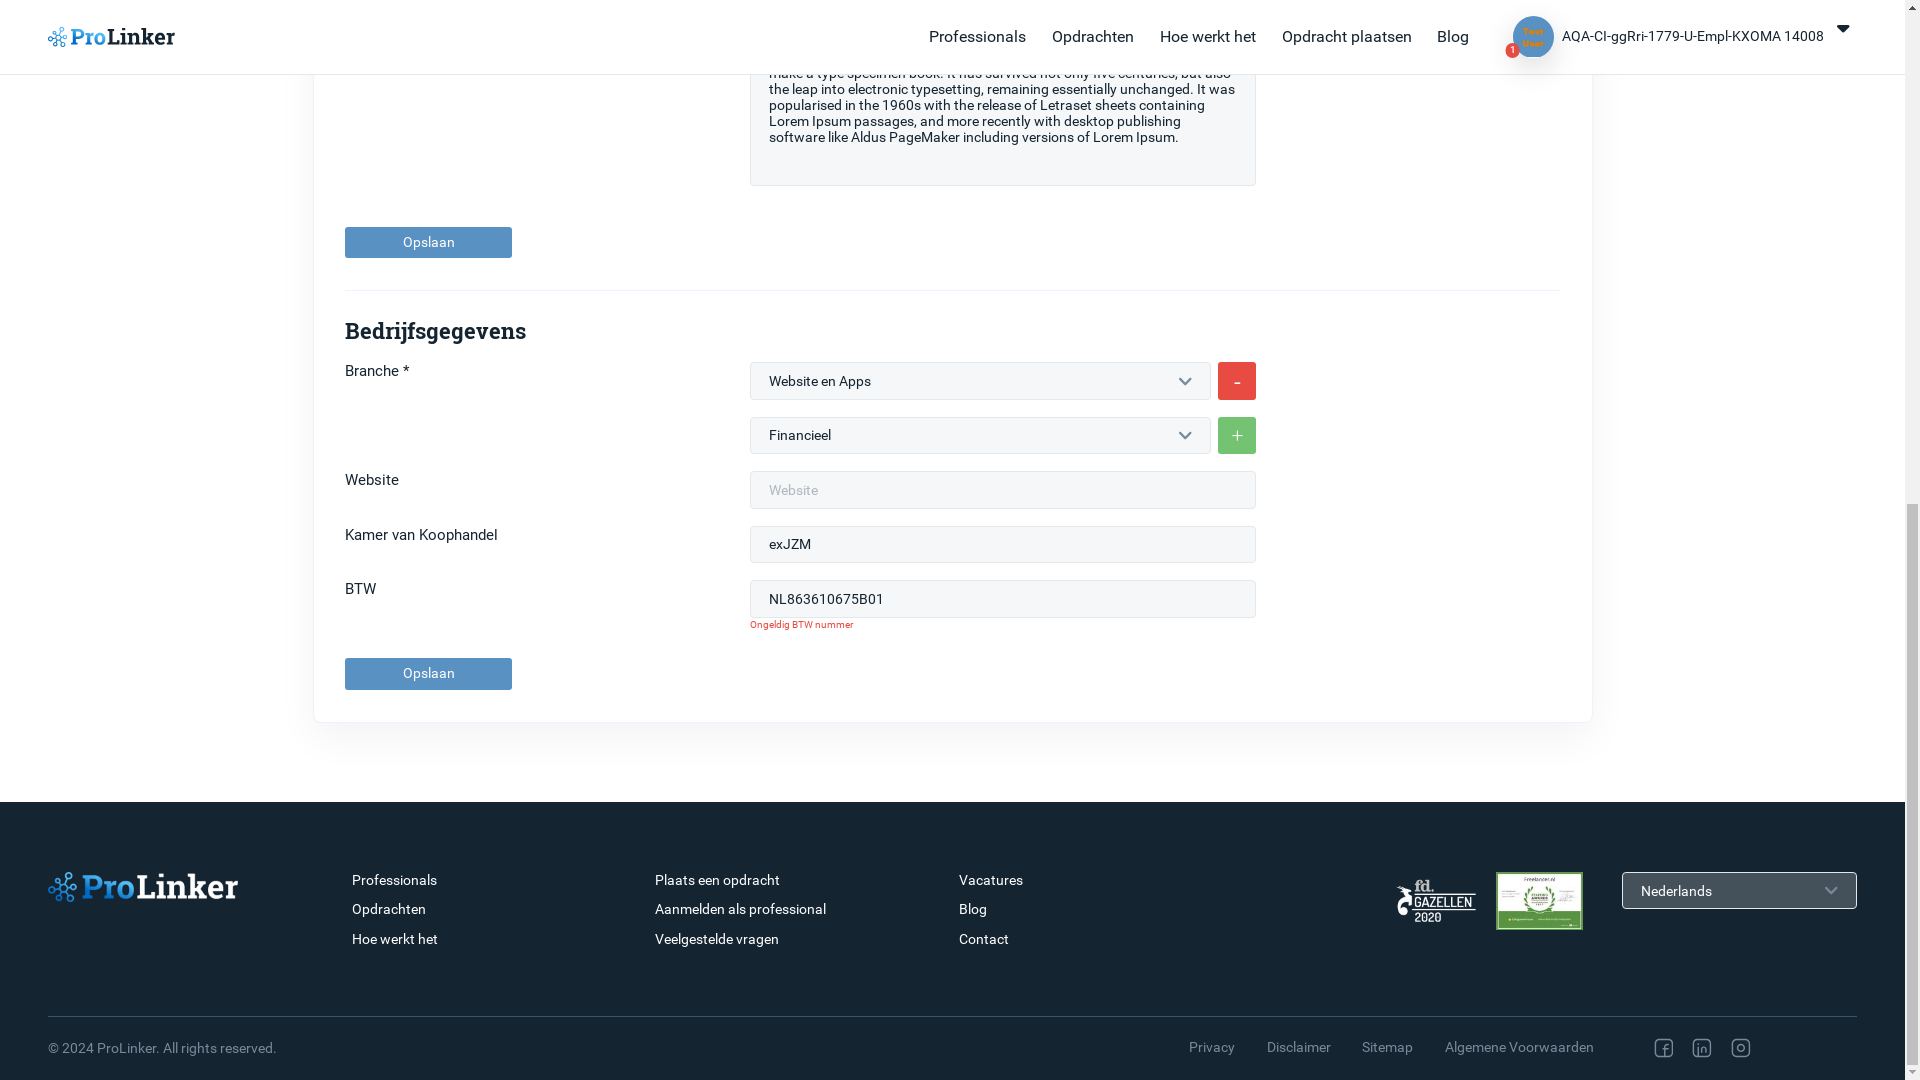 ProLinker
Professionals
Opdrachten
Hoe werkt het
Opdracht plaatsen
Blog
1
AQA-CI-ggRri-1779-U-Empl-KXOMA 14008
make a type specimen book. It has survived not only five centuries, but also
the leap into electronic typesetting, remaining essentially unchanged. It was
popularised in the 1960s with the release of Letraset sheets containing
Lorem Ipsum passages, and more recently with desktop publishing
software like Aldus PageMaker including versions of Lorem Ipsum.
Opslaan
Bedrijfsgegevens
Branche *
Website en Apps
-
Financieel
+
Website
Website
Kamer van Koophandel
exJZM
BTW
NL863610675B01
Ongeldig BTW nummer
Opslaan
ProLinker
Professionals
Opdrachten
Hoe werkt het
Plaats een opdracht
Aanmelden als professional
Veelgestelde vragen
Vacatures
Blog
Contact
fd.
GAZELLEN
2020
Freelancer.nl
Nederlands
© 2024 ProLinker. All rights reserved.
Privacy
Disclaimer
Sitemap
Algemene Voorwaarden